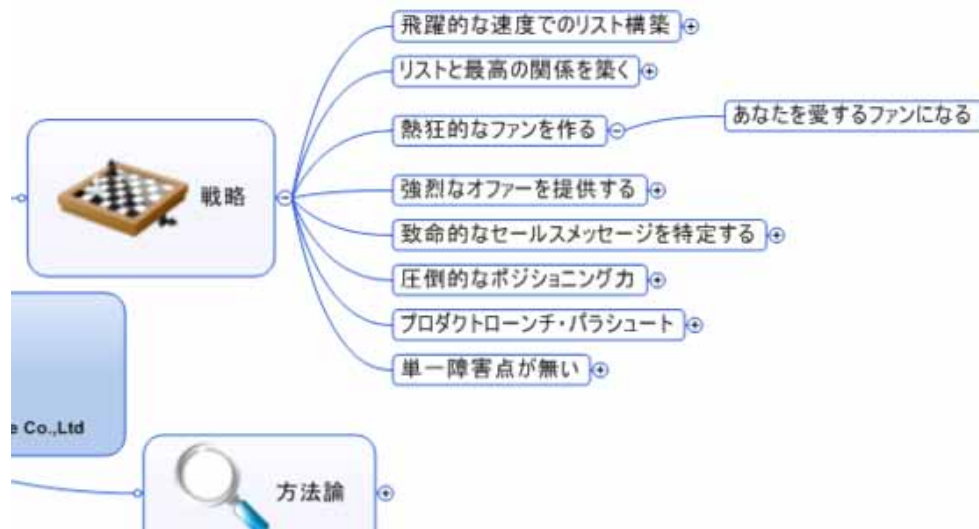 飛躍的な速度でのリスト構築
リストと最高の関係を築く
熱狂的なファンを作る
あなたを愛するファンになる
戦略
強烈なオファーを提供する
致命的なセールスメッセージを特定する
圧倒的なポジショニング力
プロダクトローンチ・パラシュート
単一障害点が無い
e Co.,Ltd
方法論